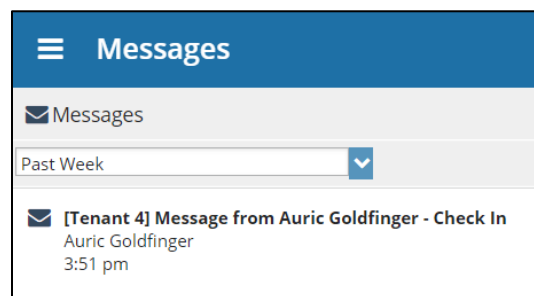 Messages
Messages
Past Week
[Tenant 4] Message from Auric Goldfinger - Check In
Auric Goldfinger
3:51 pm